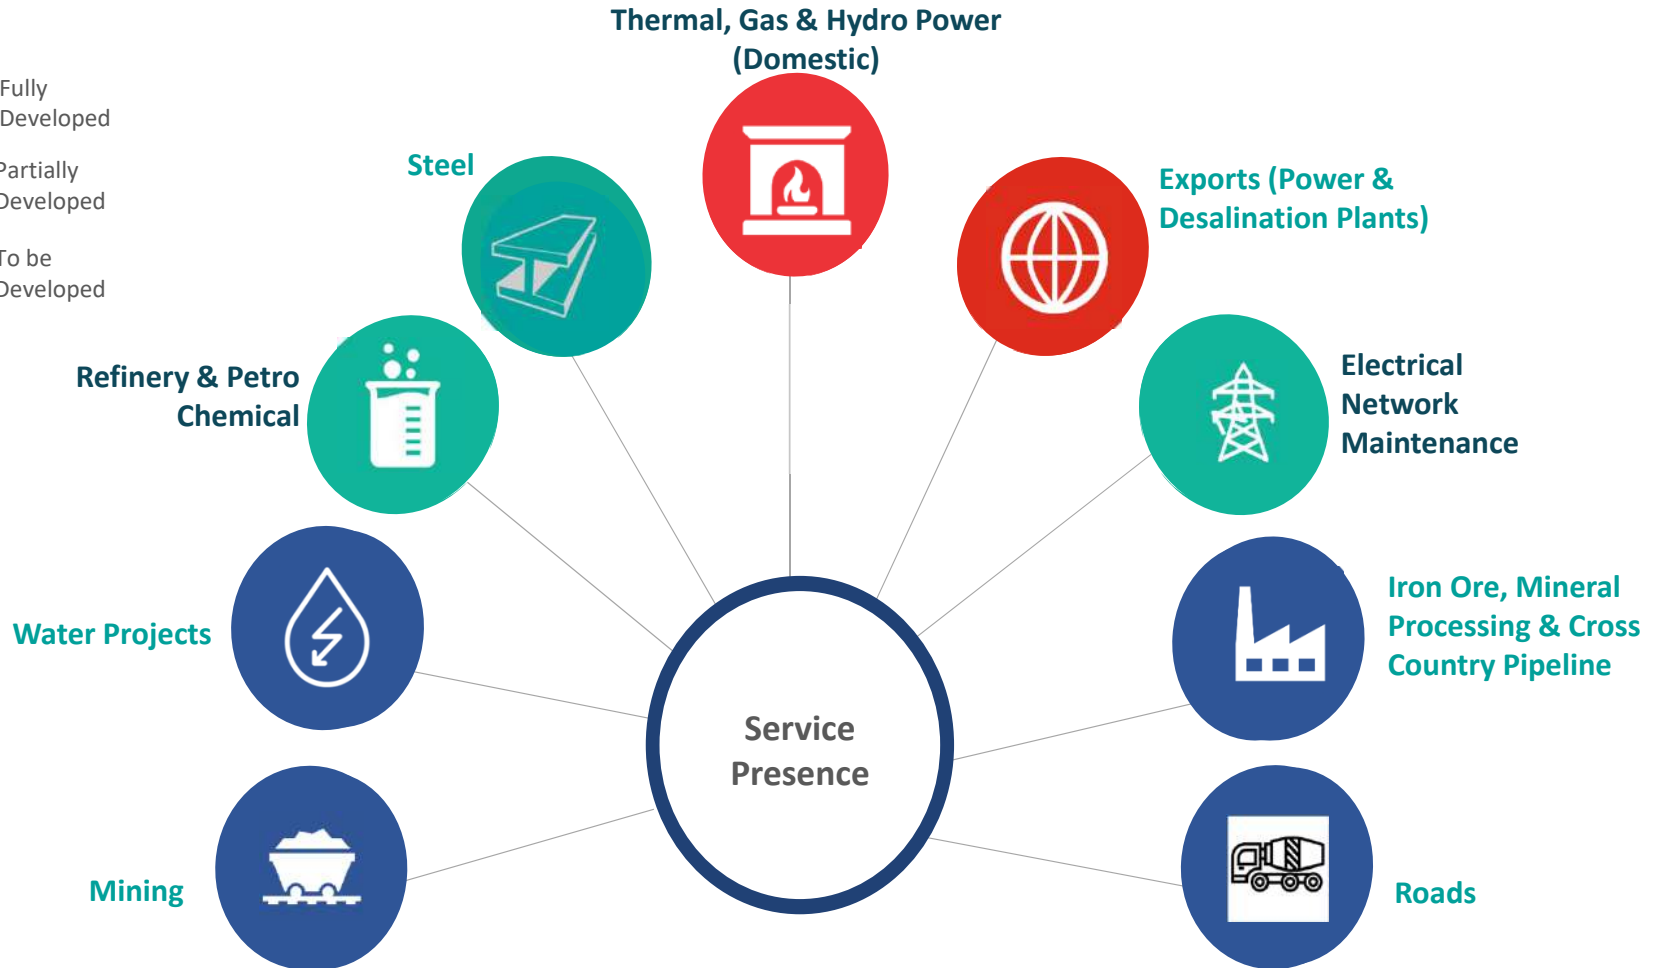 Thermal, Gas & Hydro Power
(Domestic)
Fully
Developed
Partially
Developed
To be
Developed
Steel
Exports (Power &
Desalination Plants)
Refinery & Petro
Chemical
Electrical
Network
Maintenance
Water Projects
Iron Ore, Mineral
Processing & Cross
Country Pipeline
Service
Presence
Mining
Roads